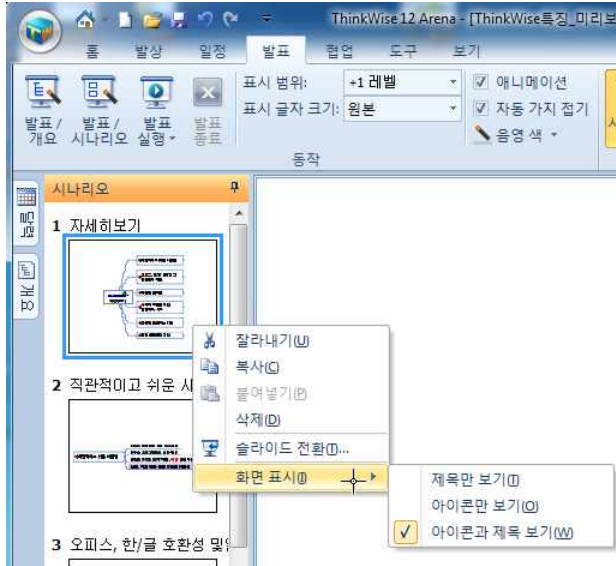 ThinkWise 12 Arena - [ThinkWise특징_미리보
홈 발상 일정 발표 협업 도구 보기
발표/개요
발표/시나리오
발표 실행
발표 종료
표시 범위: +1 레벨
표시 글자 크기: 원본
애니메이션
자동 가지 접기
음영 색
동작
달력
개요
시나리오
1 자세히보기
2 직관적이고 쉬운 시
3 오피스, 한/글 호환성 및
잘라내기(U)
복사(C)
붙여넣기(P)
삭제(D)
슬라이드 전환(T)...
화면 표시(I)
제목만 보기(T)
아이콘만 보기(O)
아이콘과 제목 보기(W)